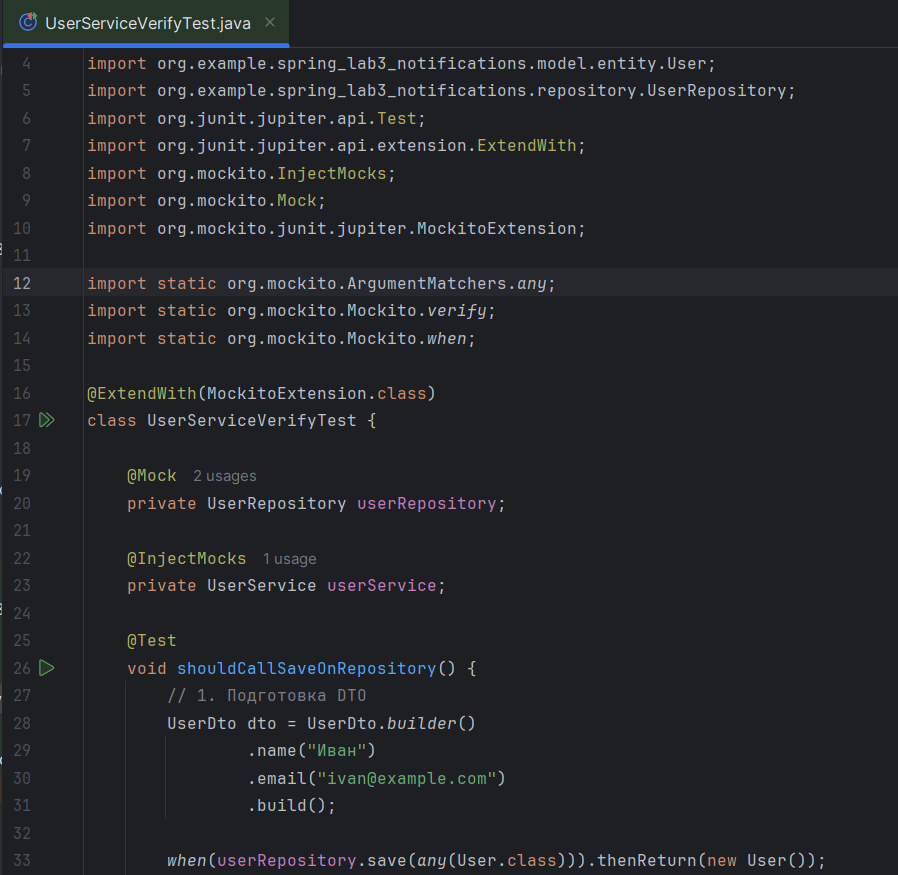 UserServiceVerifyTest.java
4 import org.example.spring_lab3_notifications.model.entity.User;
5 import org.example.spring_lab3_notifications.repository.UserRepository;
6 import org.junit.jupiter.api.Test;
7 import org.junit.jupiter.api.extension.ExtendWith;
8 import org.mockito.InjectMocks;
9 import org.mockito.Mock;
10 import org.mockito.junit.jupiter.MockitoExtension;
11
12 import static org.mockito.ArgumentMatchers.any;
13 import static org.mockito.Mockito.verify;
14 import static org.mockito.Mockito.when;
15
16 @ExtendWith(MockitoExtension.class)
17 class UserServiceVerifyTest {
18
19 @Mock 2 usages
20 private UserRepository userRepository;
21
22 @InjectMocks 1 usage
23 private UserService userService;
24
25 @Test
26 void shouldCallSaveOnRepository() {
27 // 1. Подготовка DTO
28 UserDto dto = UserDto.builder()
29 .name("Иван")
30 .email("ivan@example.com")
31 .build();
32
33 when(userRepository.save(any(User.class))).thenReturn(new User());